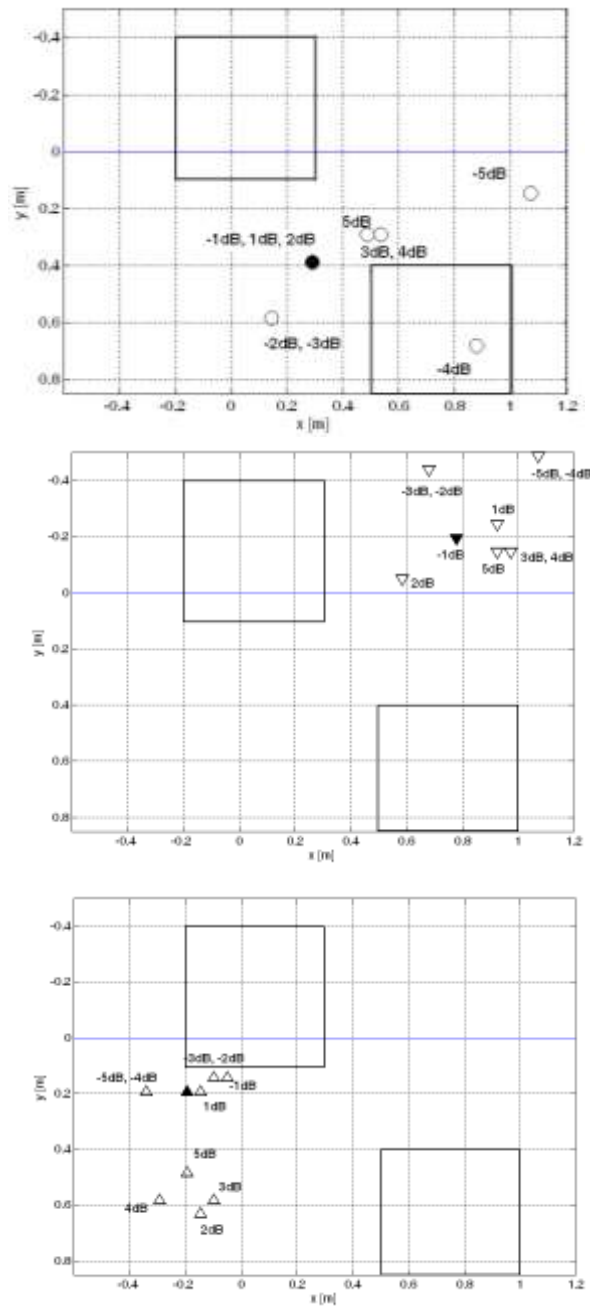 -0.4
-0.2
-5dB
0
y [m]
0.2
5dB
-1dB, 1dB, 2dB
3dB, 4dB
0.4
0.6
-2dB, -3dB
-4dB
0.8
-0.4 -0.2 0 0.2 0.4 0.6 0.8 1 1.2
x [m]
-0.4
-5dB, -4dB
-3dB, -2dB
1dB
-0.2
-1dB
3dB, 4dB
5dB
2dB
0
y [m]
0.2
0.4
0.6
0.8
-0.4 -0.2 0 0.2 0.4 0.6 0.8 1 1.2
x [m]
-0.4
-0.2
0
-3dB, -2dB
-5dB, -4dB
-1dB
y [m]
0.2
1dB
0.4
5dB
3dB
0.6
4dB
2dB
0.8
-0.4 -0.2 0 0.2 0.4 0.6 0.8 1 1.2
x [m]